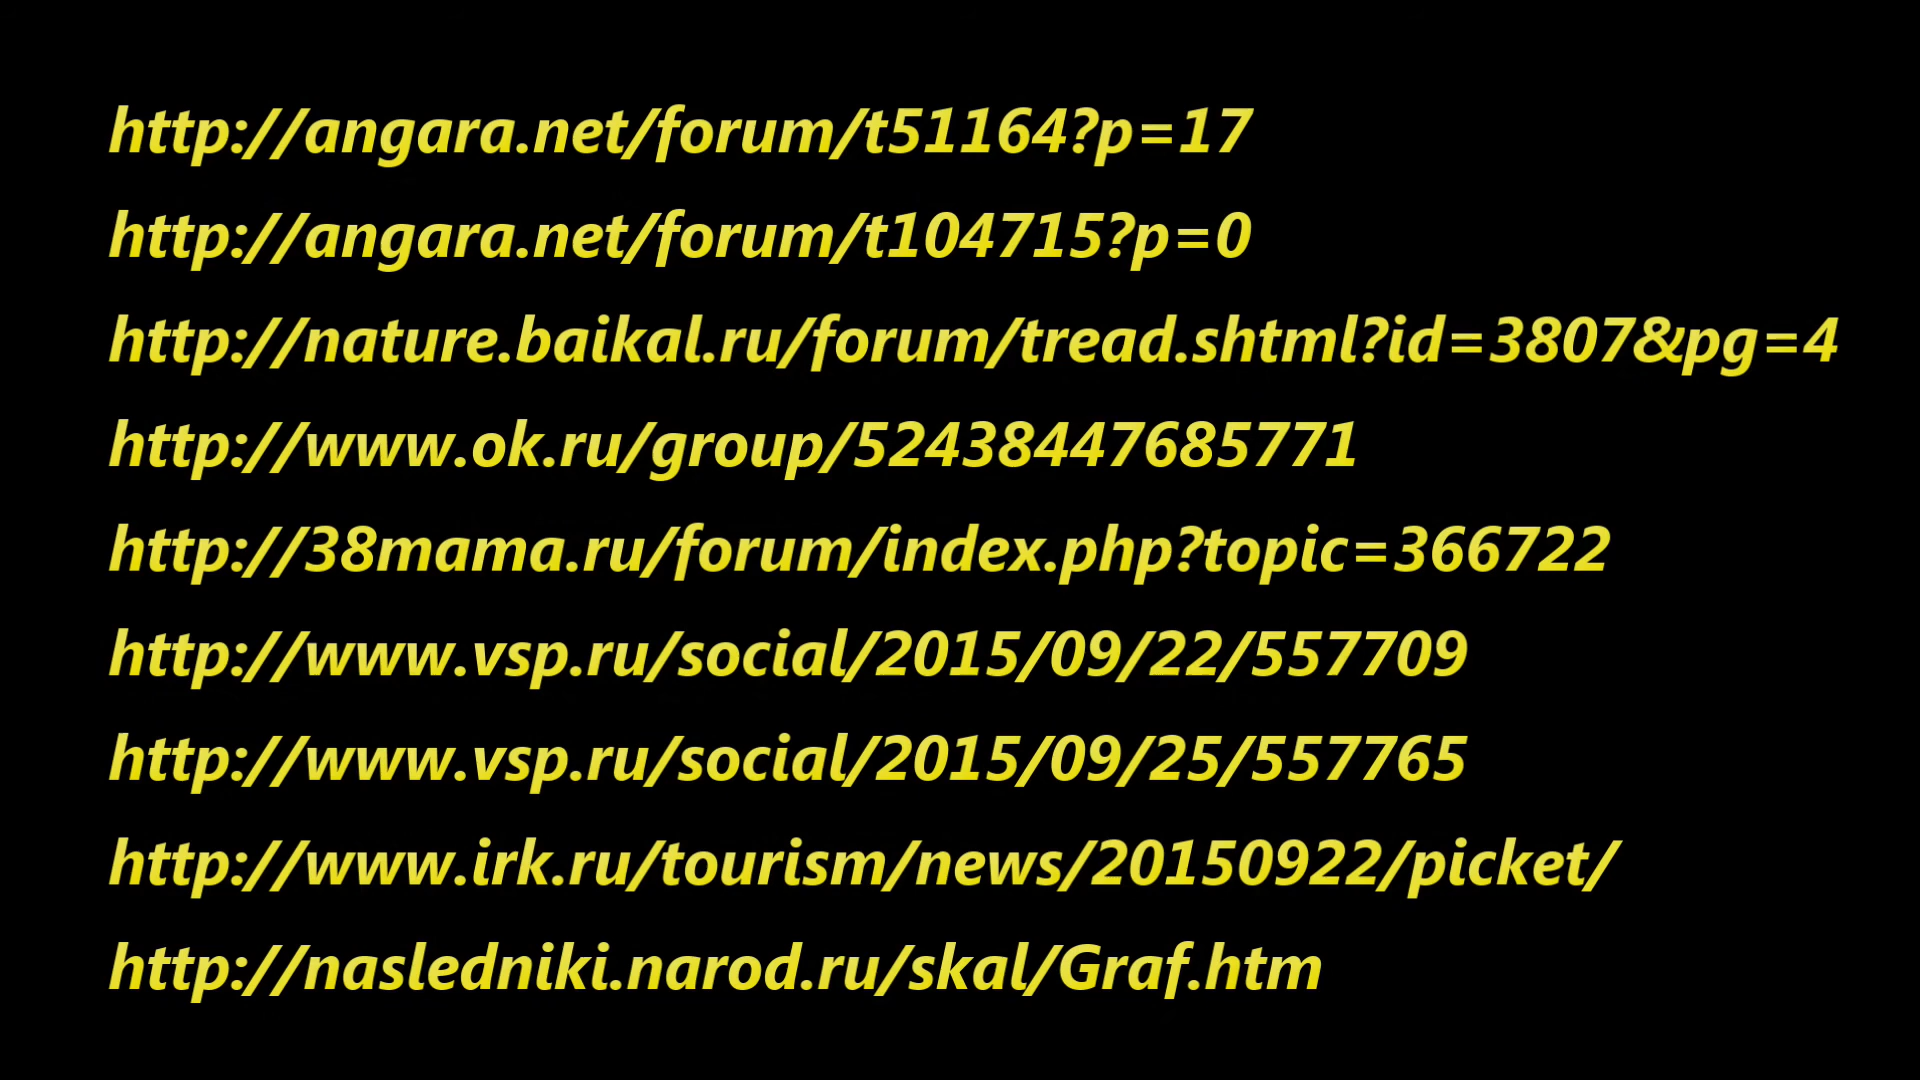 http://angara.net/forum/t51164?p=17
http://angara.net/forum/t104715?p=0
http://nature.baikal.ru/forum/tread.shtml?id=3807&pg=4
http://www.ok.ru/group/52438447685771
http://38mama.ru/forum/index.php?topic=366722
http://www.vsp.ru/social/2015/09/22/557709
http://www.vsp.ru/social/2015/09/25/557765
http://www.irk.ru/tourism/news/20150922/picket/
http://nasledniki.narod.ru/skal/Graf.htm